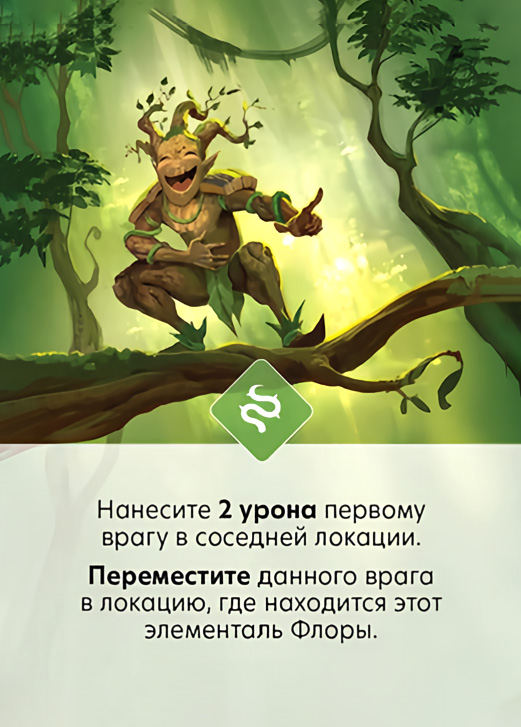 Нанесите 2 урона первому
врагу в соседней локации.
Переместите данного врага
в локацию, где находится этот
элементаль Флоры.